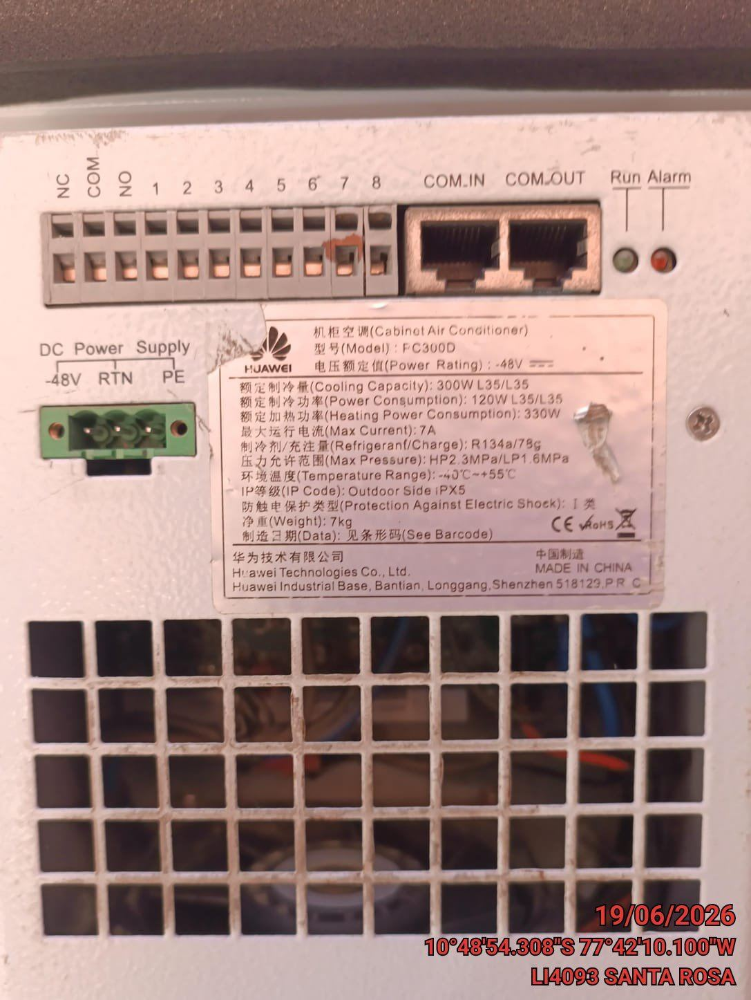 NC COM NO 1 2 3 4 5 6 7 8 COM_IN COM_OUT Run Alarm
DC Power Supply
-48V RTN PE
HUAWEI
机柜空调(Cabinet Air Conditioner)
型号(Model) : PC300D
电压额定值(Power Rating) : -48V
额定制冷量(Cooling Capacity): 300W L35/L35
额定制冷功率(Power Consumption): 120W L35/L35
额定加热功率(Heating Power Consumption): 330W
最大运行电流(Max Current): 7A
制冷剂/充注量(Refrigerant/Charge): R134a/78g
压力允许范围(Max Pressure): HP2.3MPa/LP1.6MPa
环境温度(Temperature Range): -40℃~+55℃
IP等级(IP Code): Outdoor Side IPX5
防触电保护类型(Protection Against Electric Shock): I 类
净重(Weight): 7kg
制造日期(Data): 见条形码(See Barcode)
CE RoHS
华为技术有限公司
Huawei Technologies Co., Ltd.
Huawei Industrial Base, Bantian, Longgang, Shenzhen 518129, P.R.C
中国制造
MADE IN CHINA
19/06/2026
10°48'54.308"S 77°42'10.100"W
LI4093 SANTA ROSA